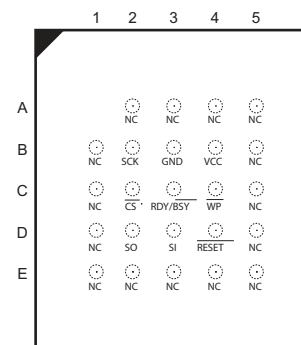 1 2 3 4 5
A
NC NC NC NC
B
NC SCK GND VCC NC
C
NC CS RDY/BSY WP NC
D
NC SO SI RESET NC
E
NC NC NC NC NC